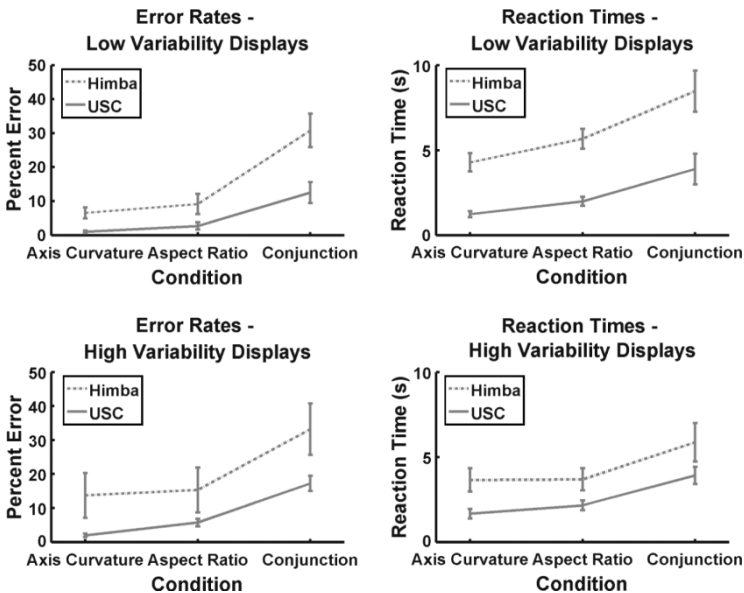 Error Rates -
Low Variability Displays
50
40
30
20
10
0
Percent Error
Himba
USC
Axis Curvature Aspect Ratio Conjunction
Condition
Reaction Times -
Low Variability Displays
10
5
0
Reaction Time (s)
Himba
USC
Axis Curvature Aspect Ratio Conjunction
Condition
Error Rates -
High Variability Displays
50
40
30
20
10
0
Percent Error
Himba
USC
Axis Curvature Aspect Ratio Conjunction
Condition
Reaction Times -
High Variability Displays
10
5
0
Reaction Time (s)
Himba
USC
Axis Curvature Aspect Ratio Conjunction
Condition